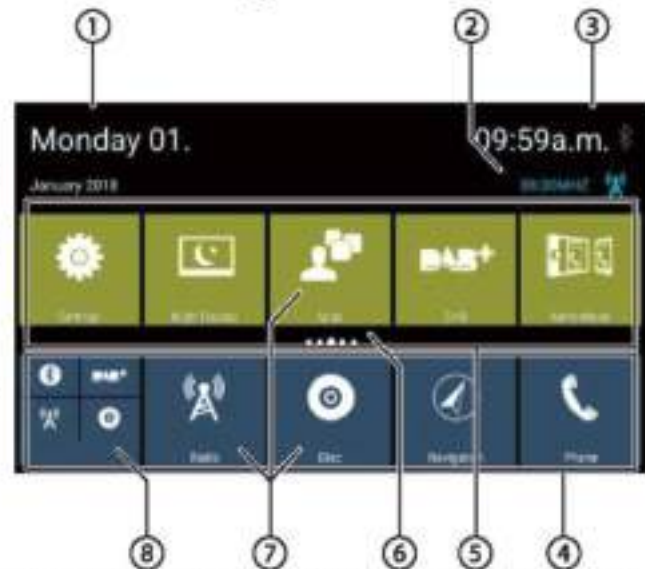 ① ② ③
Monday 01. 09:59a.m.
January 2018
DAB+
DAB+
Radio Disc Navigation Phone
⑧ ⑦ ⑥ ⑤ ④